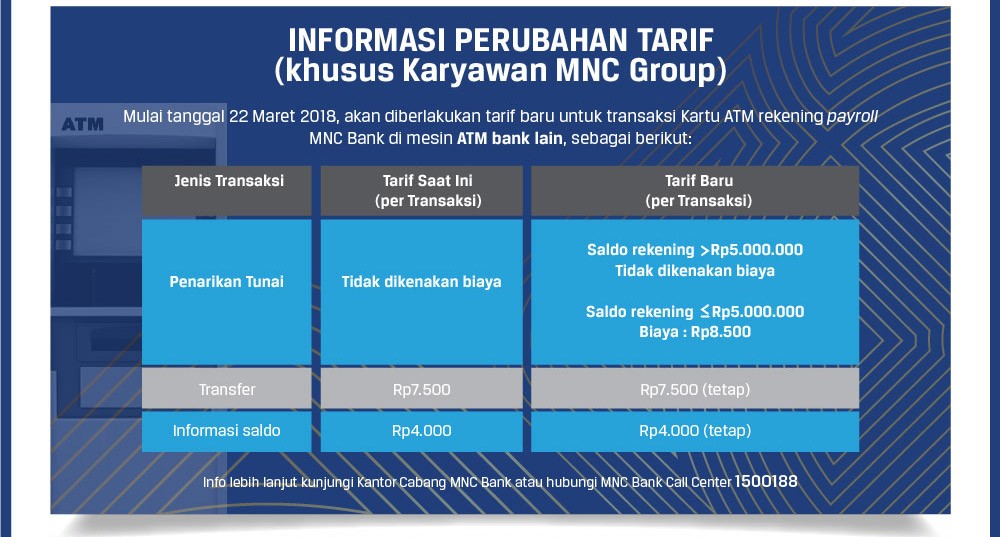 INFORMASI PERUBAHAN TARIF
(khusus Karyawan MNC Group)
ATM
Mulai tanggal 22 Maret 2018, akan diberlakukan tarif baru untuk transaksi Kartu ATM rekening payroll
MNC Bank di mesin ATM bank lain, sebagai berikut:
Jenis Transaksi
Tarif Saat Ini
(per Transaksi)
Tarif Baru
(per Transaksi)
Penarikan Tunai
Tidak dikenakan biaya
Saldo rekening >Rp5.000.000
Tidak dikenakan biaya
Saldo rekening ≤Rp5.000.000
Biaya : Rp8.500
Transfer
Rp7.500
Rp7.500 (tetap)
Informasi saldo
Rp4.000
Rp4.000 (tetap)
Info lebih lanjut kunjungi Kantor Cabang MNC Bank atau hubungi MNC Bank Call Center 1500188